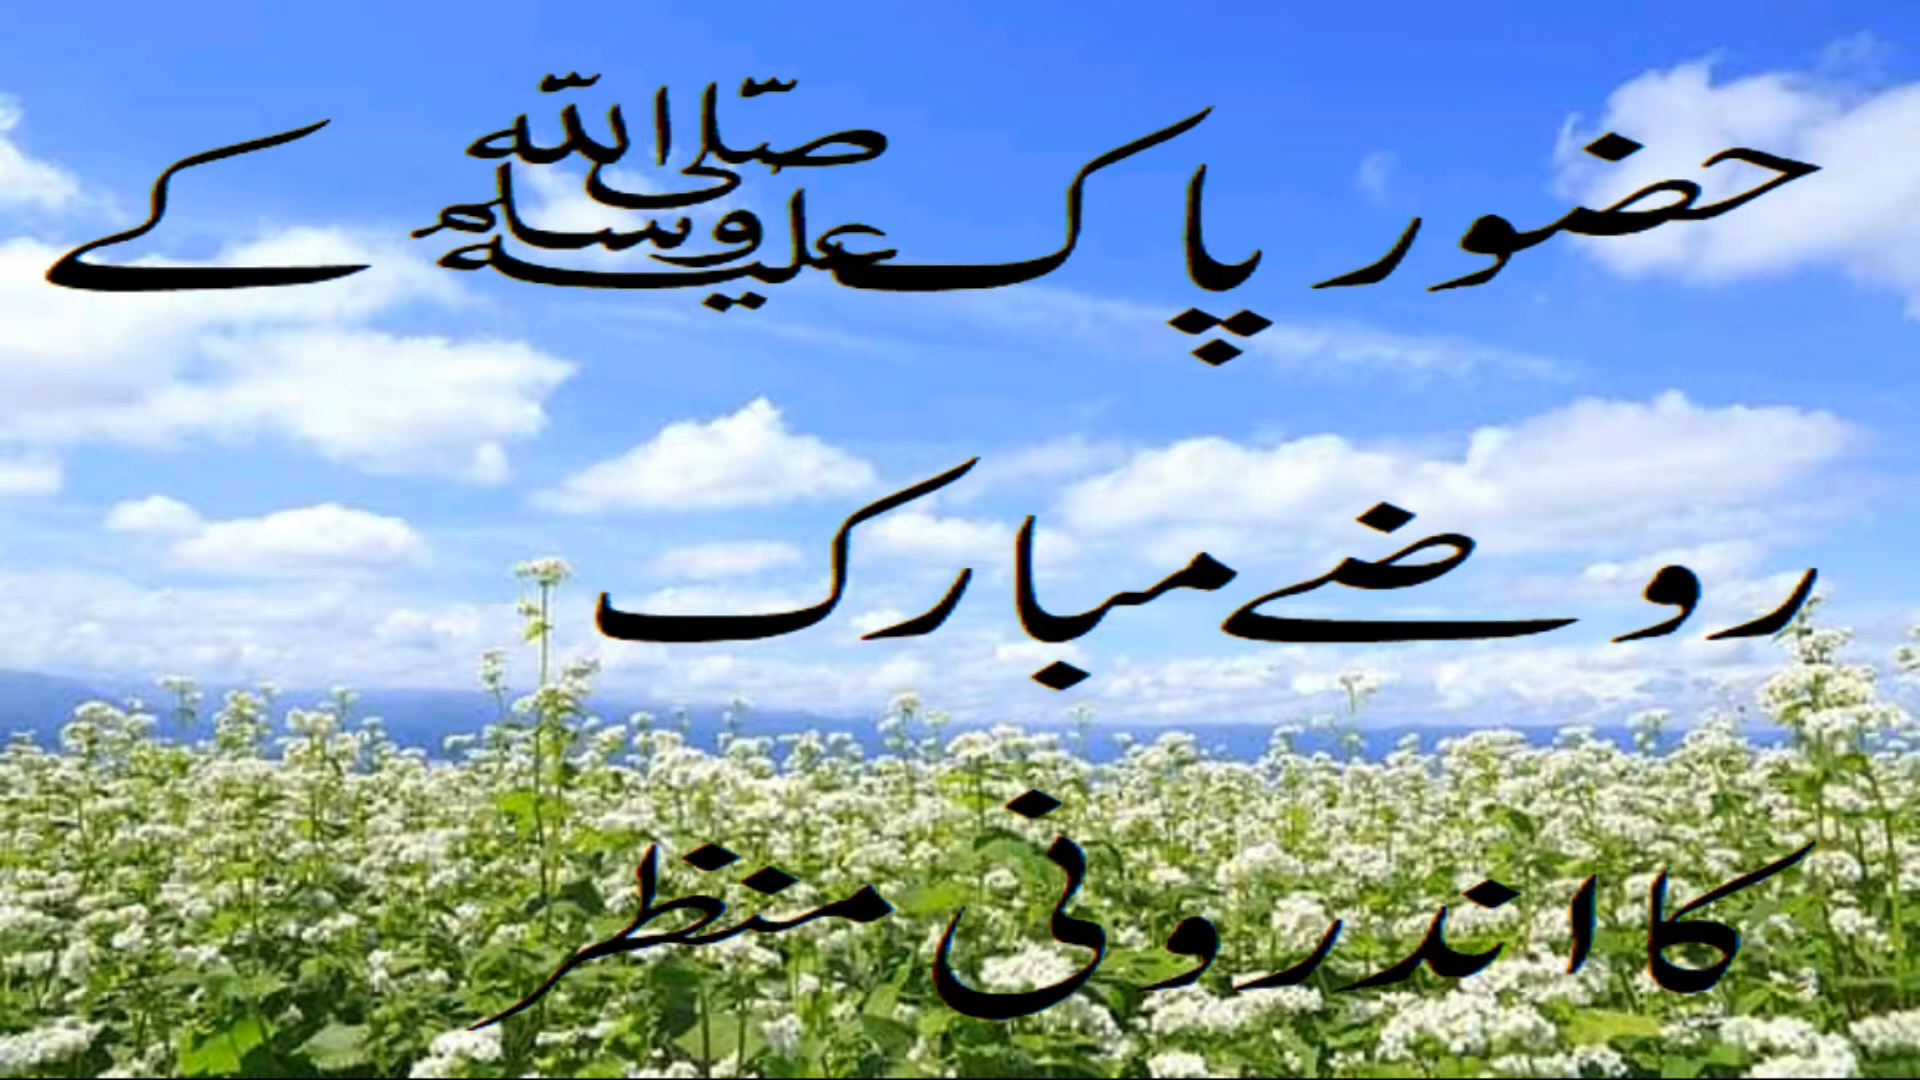 حضور پاک صلی اللہ علیہ وسلم کے
روضے مبارک
کا اندرونی منظر